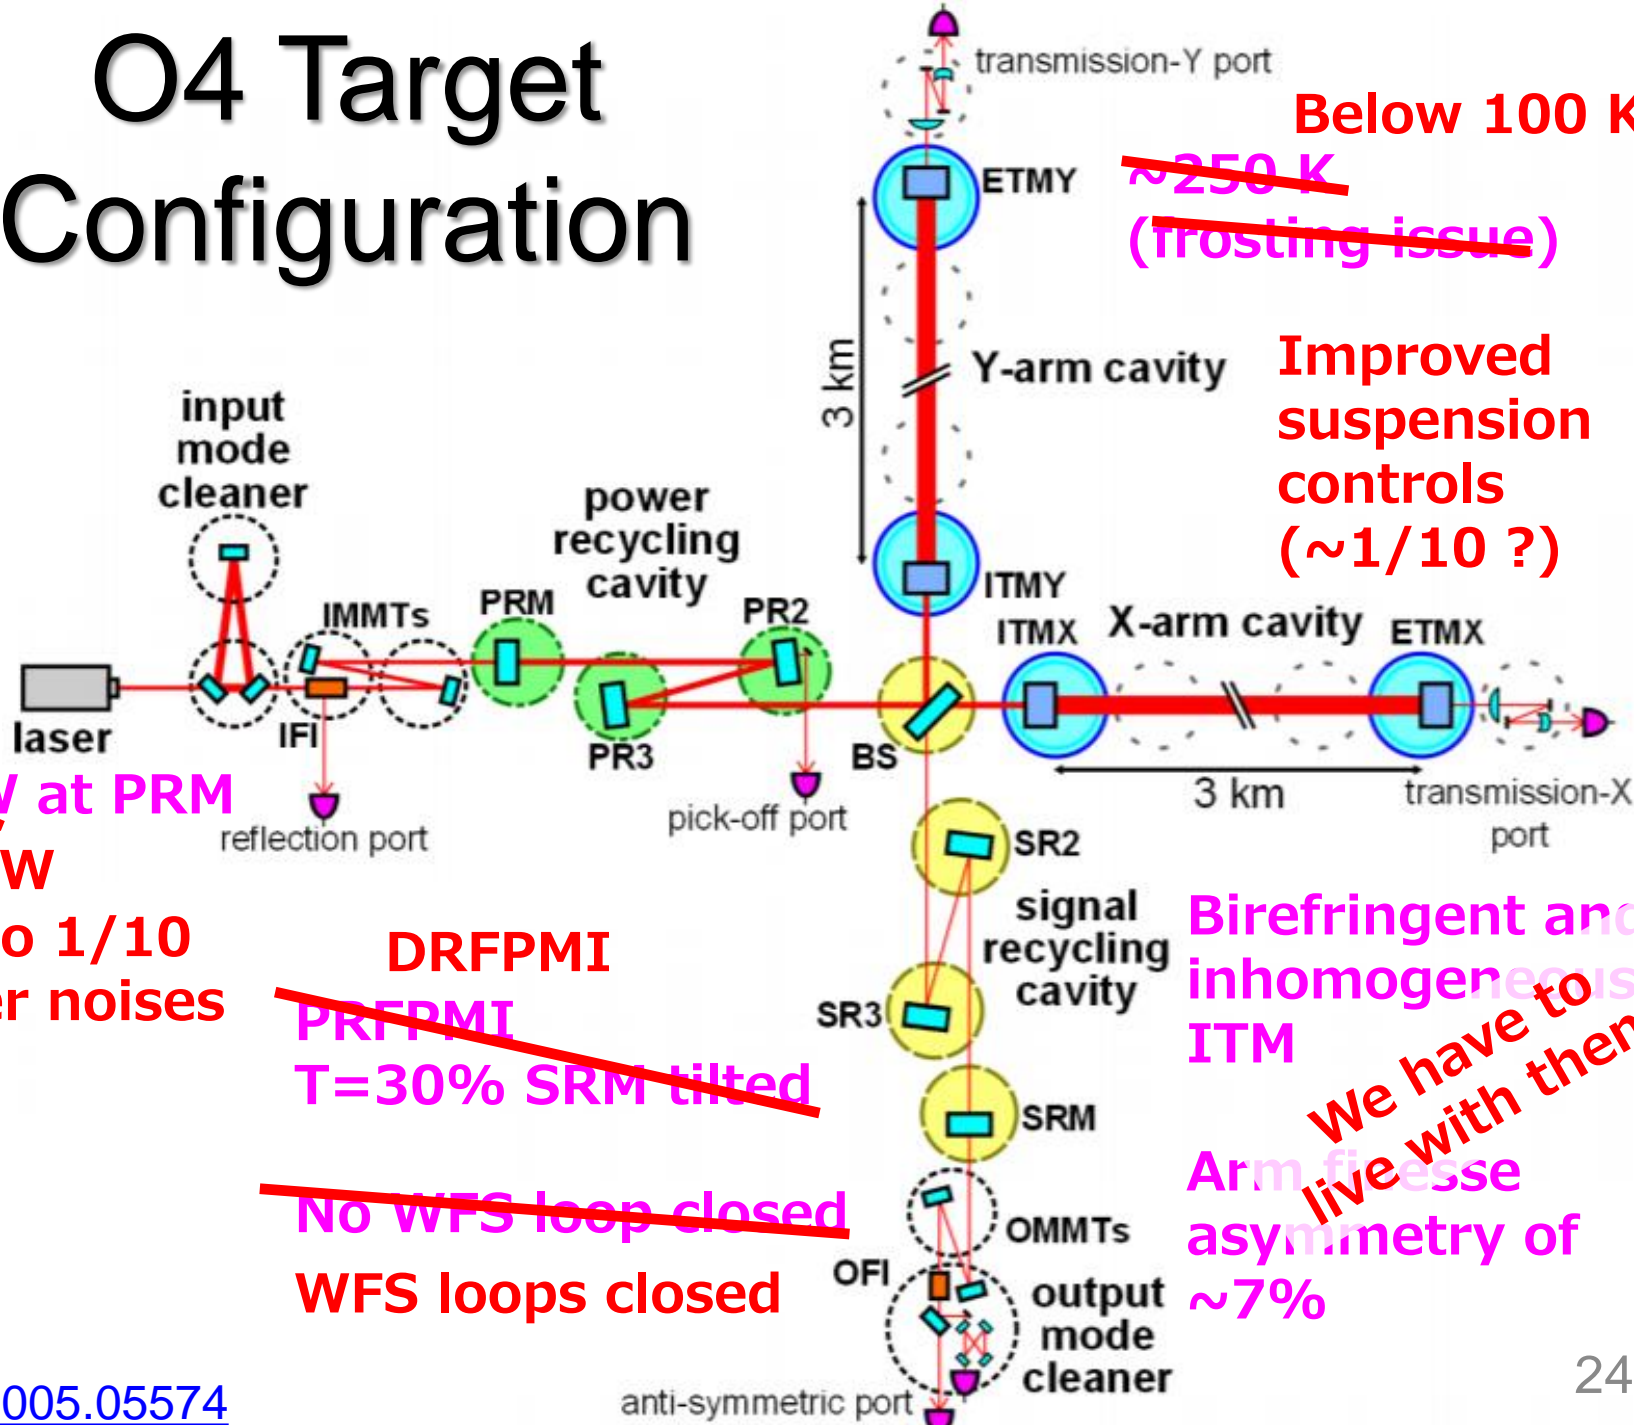 O4 Target
Configuration
transmission-Y port
Below 100 K
ETMY
~250 K
(frosting issue)
3 km
Y-arm cavity
Improved
suspension
controls
(~1/10 ?)
input
mode
cleaner
power
recycling
cavity
IMMTs
PRM
PR2
ITMY
ITMX
X-arm cavity
ETMX
laser
IFI
PR3
BS
3 km
transmission-X
port
W at PRM
reflection port
pick-off port
W
o 1/10
er noises
SR2
signal
recycling
cavity
SR3
SRM
DRFPMI
PRFPMI
T=30% SRM tilted
No WFS loop closed
WFS loops closed
Birefringent and
inhomogeneous
ITM
We have to
live with them
Arm finesse
asymmetry of
~7%
OMMTs
OFI
output
mode
cleaner
anti-symmetric port
005.05574
24